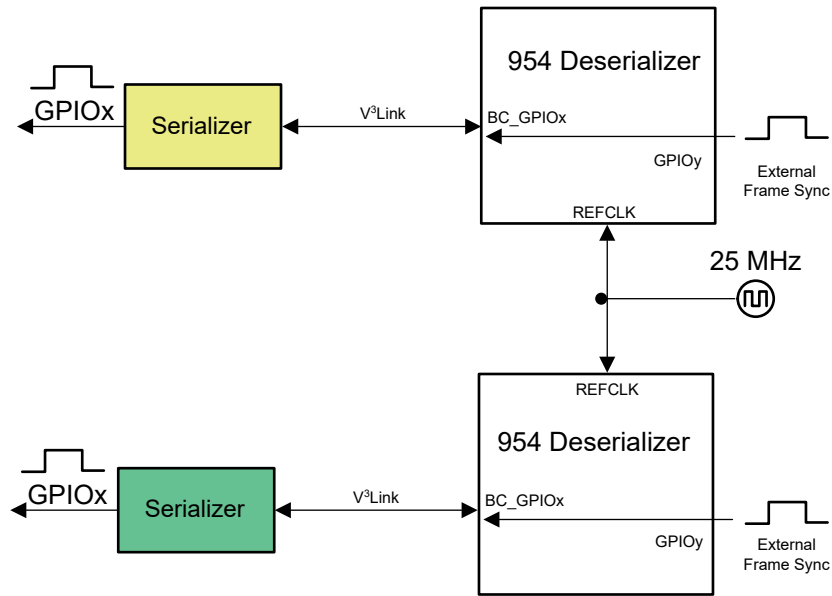 954 Deserializer
GPIOx
Serializer
V³Link
BC_GPIOx
GPIOy
External
Frame Sync
REFCLK
25 MHz
REFCLK
954 Deserializer
GPIOx
Serializer
V³Link
BC_GPIOx
GPIOy
External
Frame Sync